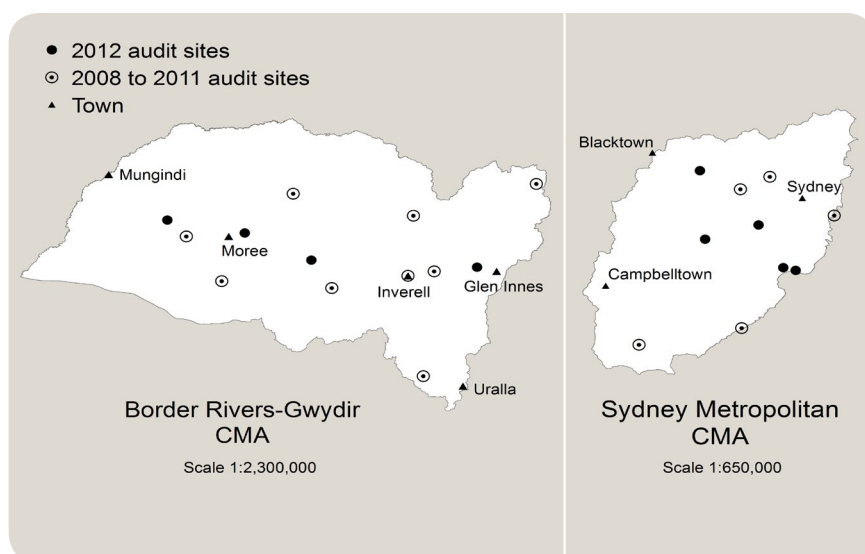 2012 audit sites
2008 to 2011 audit sites
Town
Mungindi
Moree
Inverell
Glen Innes
Uralla
Border Rivers-Gwydir
CMA
Scale 1:2,300,000
Blacktown
Sydney
Campbelltown
Sydney Metropolitan
CMA
Scale 1:650,000